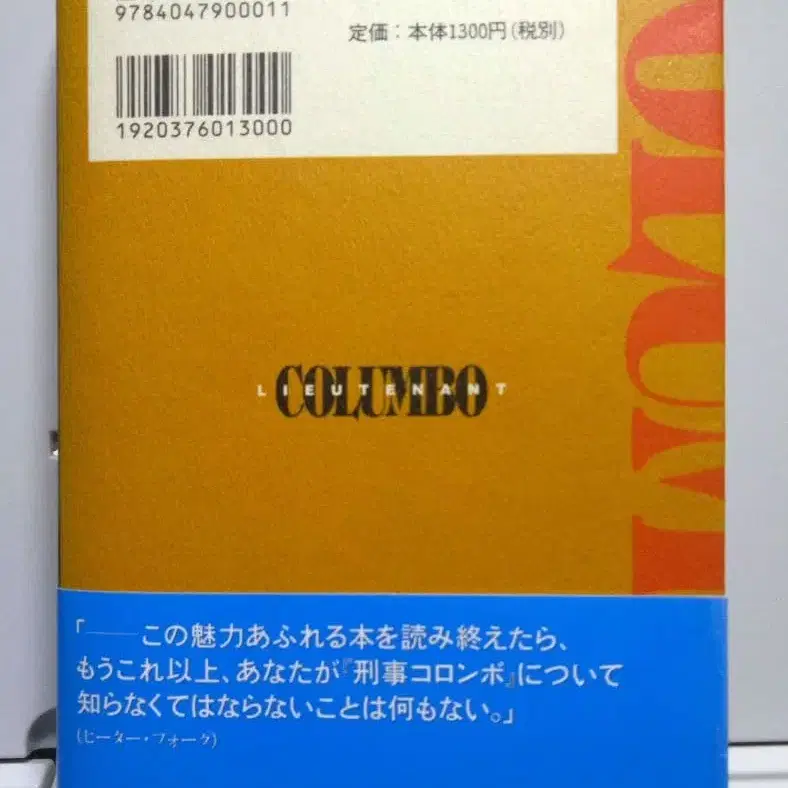 9784047900011
定価：本体1300円（税別）
1920376013000
LIEUTENANT
COLUMBO
「──この魅力あふれる本を読み終えたら、
もうこれ以上、あなたが『刑事コロンボ』について
知らなくてはならないことは何もない。」
(ピーター・フォーク)
OLUM